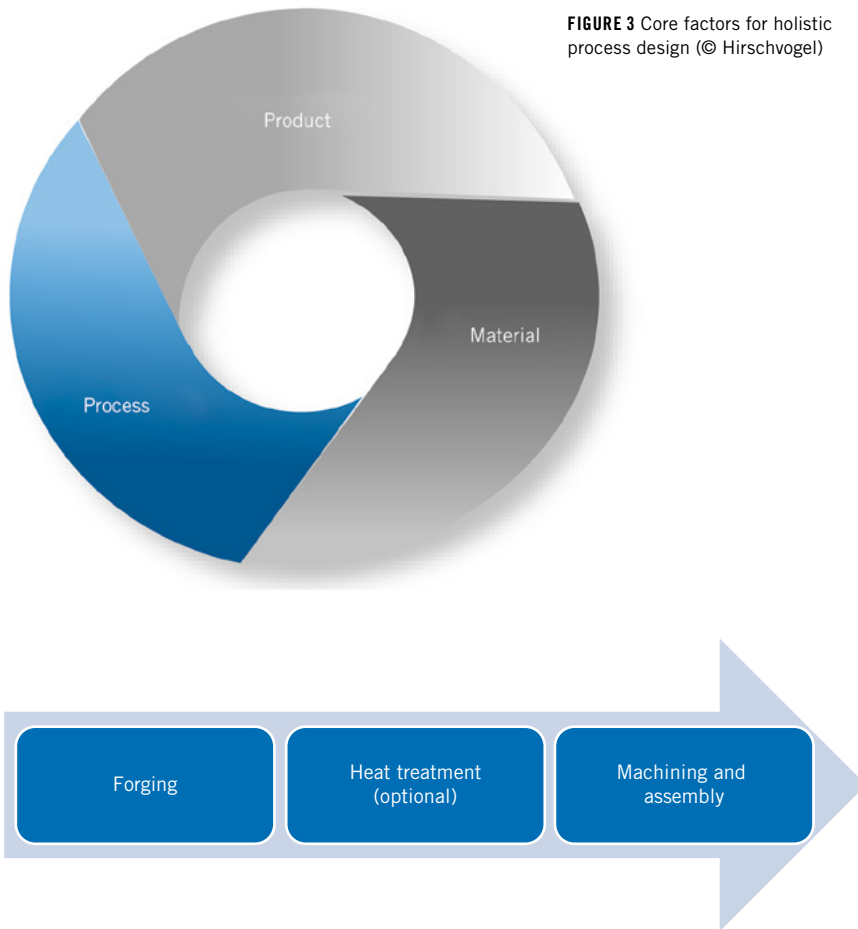 FIGURE 3 Core factors for holistic
process design (© Hirschvogel)
Product
Material
Process
Forging
Heat treatment
(optional)
Machining and
assembly